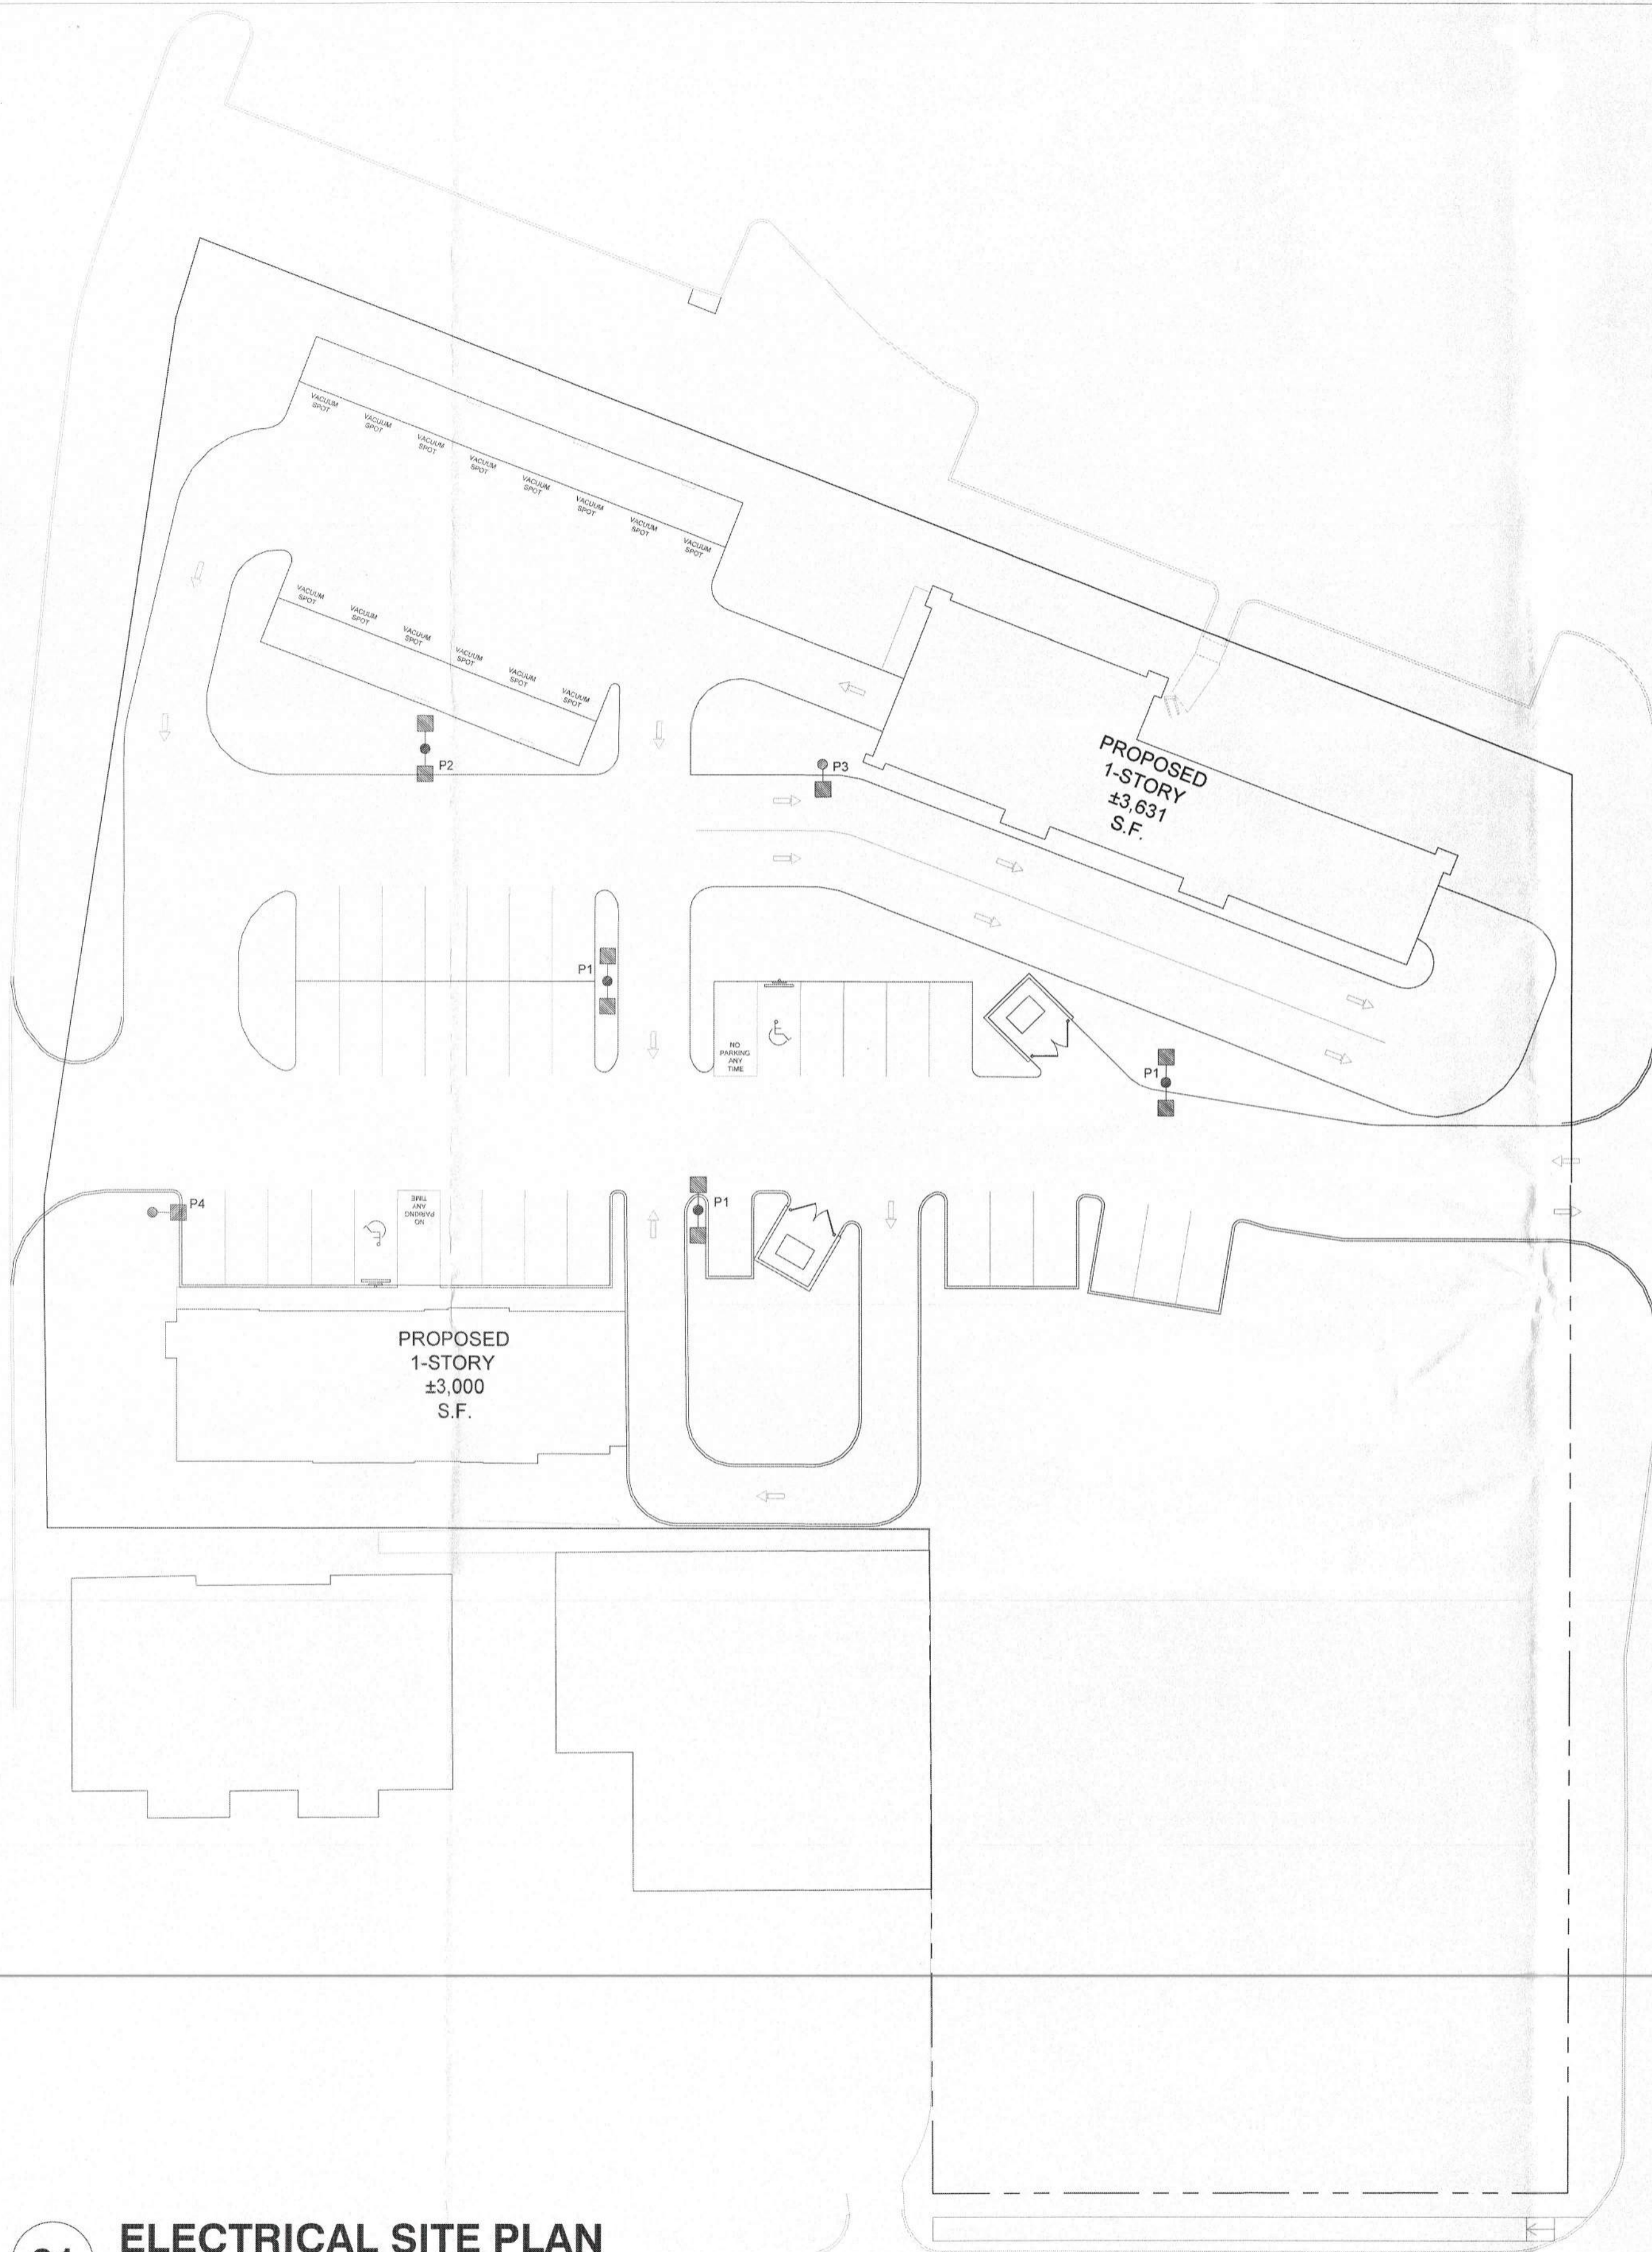 VACUUM
SPOT
VACUUM
SPOT
VACUUM
SPOT
VACUUM
SPOT
VACUUM
SPOT
VACUUM
SPOT
VACUUM
SPOT
VACUUM
SPOT
VACUUM
SPOT
VACUUM
SPOT
VACUUM
SPOT
VACUUM
SPOT
VACUUM
SPOT
VACUUM
SPOT
P2
P3
PROPOSED
1-STORY
±3,631
S.F.
P1
NO
PARKING
ANY
TIME
P1
P4
NO
PARKING
ANY
TIME
P1
PROPOSED
1-STORY
±3,000
S.F.
ELECTRICAL SITE PLAN